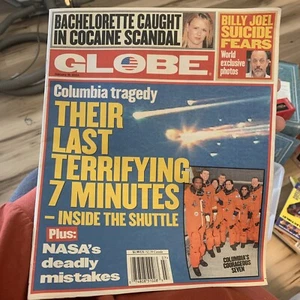 BACHELORETTE CAUGHT
IN COCAINE SCANDAL
BILLY JOEL
SUICIDE
FEARS
World
exclusive
photos
GLOBE
Columbia tragedy
THEIR
LAST
TERRIFYING
7 MINUTES
– INSIDE THE SHUTTLE
Plus:
NASA's
deadly
mistakes
COLUMBIA'S
COURAGEOUS
SEVEN